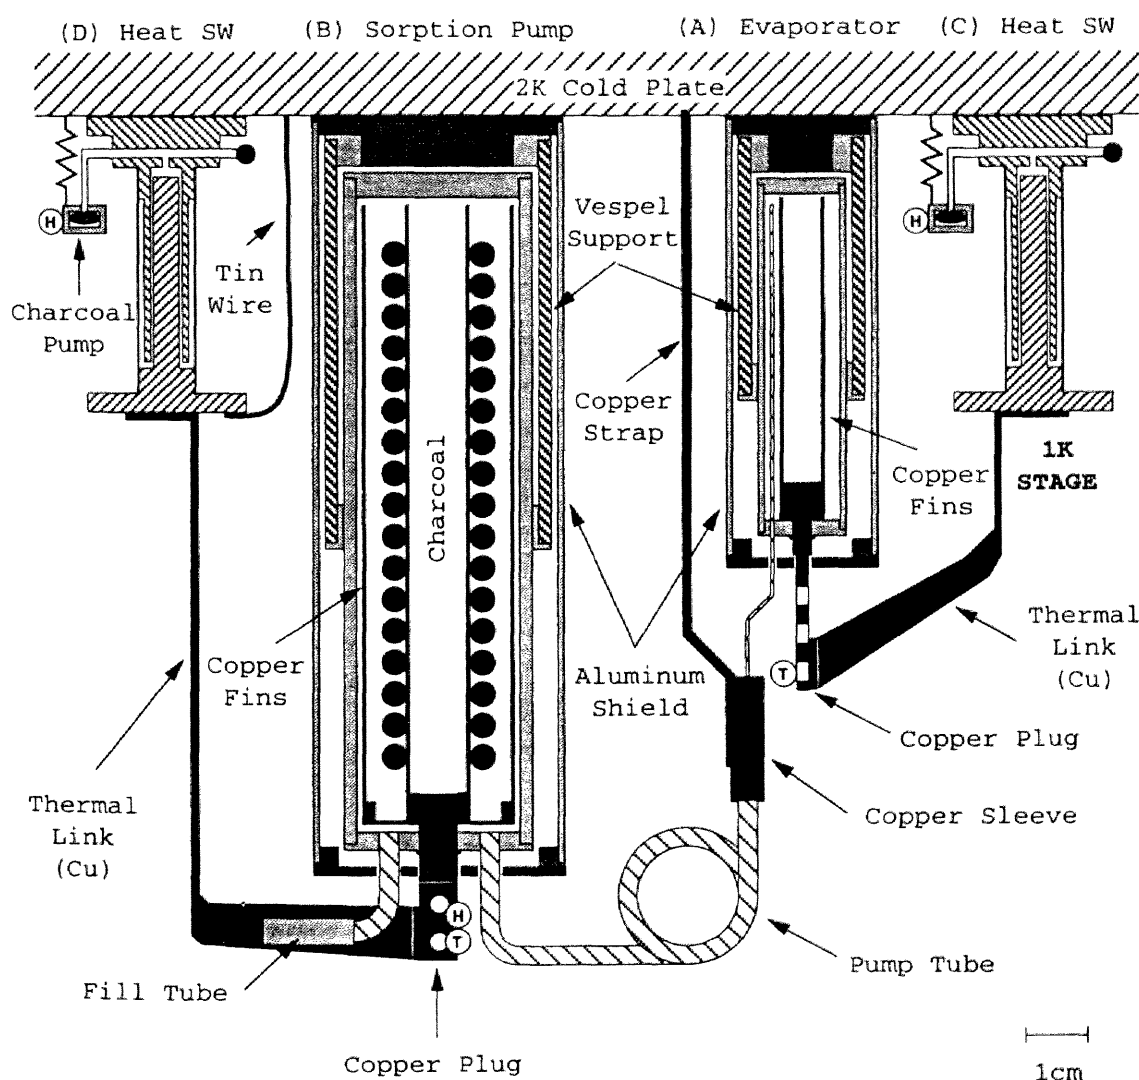 (D) Heat SW
(B) Sorption Pump
(A) Evaporator
(C) Heat SW
2K Cold Plate
H
H
Vespel
Support
Tin
Wire
Charcoal
Pump
Copper
Strap
Charcoal
Copper
Fins
1K
STAGE
Copper
Fins
Aluminum
Shield
T
Thermal
Link
(Cu)
Copper Plug
Thermal
Link
(Cu)
Copper Sleeve
H
T
Pump Tube
Fill Tube
Copper Plug
1cm